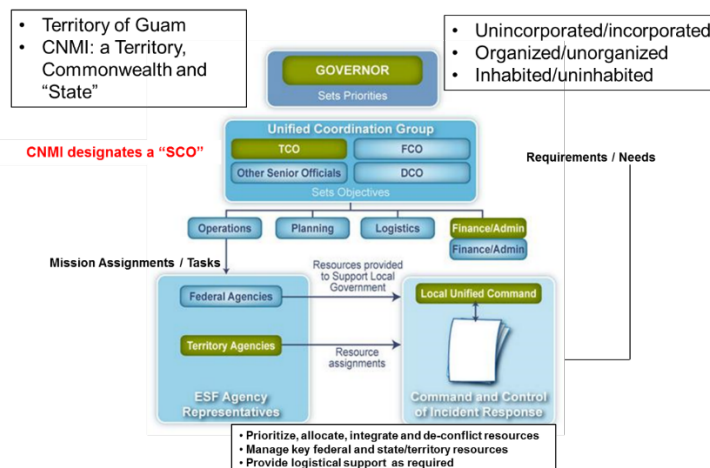 • Territory of Guam
• CNMI: a Territory,
Commonwealth and
“State”
• Unincorporated/incorporated
• Organized/unorganized
• Inhabited/uninhabited
GOVERNOR
Sets Priorities
CNMI designates a “SCO”
Unified Coordination Group
TCO
FCO
Other Senior Officials
DCO
Sets Objectives
Requirements / Needs
Operations
Planning
Logistics
Finance/Admin
Finance/Admin
Mission Assignments / Tasks
Resources provided
to Support Local
Government
Federal Agencies
Local Unified Command
Territory Agencies
Resource
assignments
ESF Agency
Representatives
Command and Control
of Incident Response
• Prioritize, allocate, integrate and de-conflict resources
• Manage key federal and state/territory resources
• Provide logistical support as required